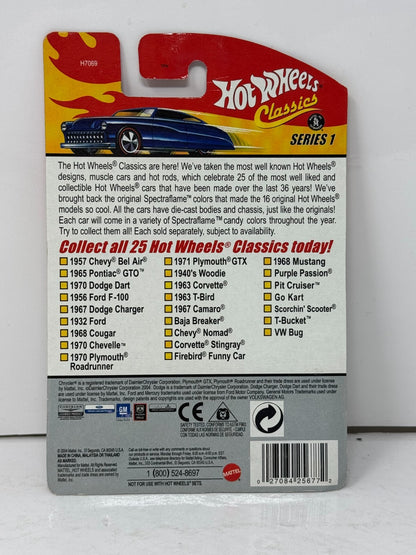 H7069
Hot Wheels
Classics
SERIES 1
The Hot Wheels® Classics are here! We've taken the most well known Hot Wheels®
designs, muscle cars and hot rods, which celebrate 25 of the most well liked and
collectible Hot Wheels® cars that have been made over the last 36 years! We've
brought back the original Spectraflame™ colors that made the 16 original Hot Wheels®
models so cool. All the cars have die-cast bodies and chassis, just like the originals!
Each car will come in a variety of Spectraflame™ candy colors throughout the year.
Try to collect them all! Each sold separately, subject to availability.
Collect all 25 Hot Wheels® Classics today!
1957 Chevy® Bel Air®
1965 Pontiac® GTO™
1970 Dodge Dart
1956 Ford F-100
1967 Dodge Charger
1932 Ford
1968 Cougar
1970 Chevelle™
1970 Plymouth®
Roadrunner
1971 Plymouth® GTX
1940's Woodie
1963 Corvette®
1963 T-Bird
1967 Camaro®
Baja Breaker®
Chevy® Nomad®
Corvette® Stingray®
Firebird® Funny Car
1968 Mustang
Purple Passion®
Pit Cruiser™
Go Kart
Scorchin' Scooter®
T-Bucket™
VW Bug
SAFETY TESTED.
MATTEL
1 (800) 524-8697
NOT FOR USE WITH SOME HOT WHEELS® SETS.
0 27084 25677 2